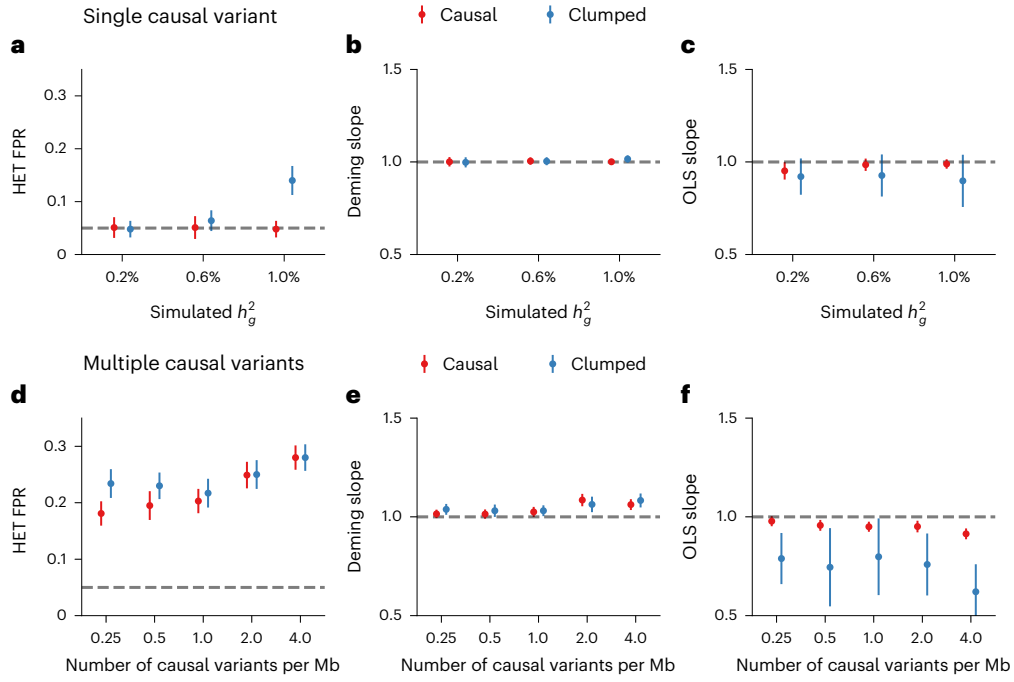 Single causal variant
Causal Clumped
a
HET FPR
0.3
0.2
0.1
0
0.2% 0.6% 1.0%
Simulated h²g
b
Deming slope
1.5
1.0
0.5
0.2% 0.6% 1.0%
Simulated h²g
c
OLS slope
1.5
1.0
0.5
0.2% 0.6% 1.0%
Simulated h²g
Multiple causal variants
Causal Clumped
d
HET FPR
0.3
0.2
0.1
0
0.25 0.5 1.0 2.0 4.0
Number of causal variants per Mb
e
Deming slope
1.5
1.0
0.5
0.25 0.5 1.0 2.0 4.0
Number of causal variants per Mb
f
OLS slope
1.5
1.0
0.5
0.25 0.5 1.0 2.0 4.0
Number of causal variants per Mb